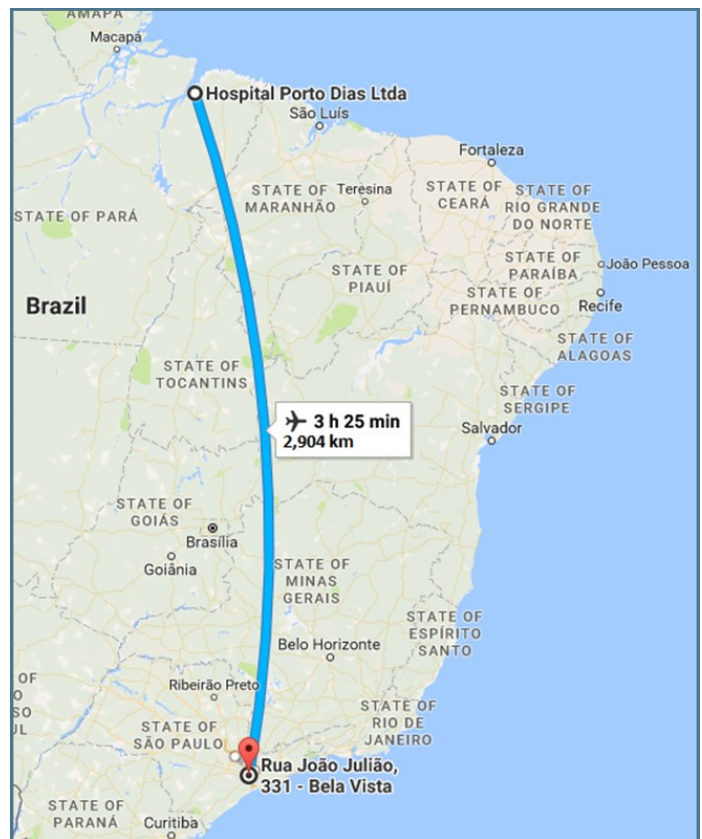 AMAPÁ
Macapá
Hospital Porto Dias Ltda
São Luís
Fortaleza
STATE OF
MARANHÃO
Teresina
STATE OF
CEARÁ
STATE OF
RIO GRANDE
DO NORTE
STATE OF PARÁ
STATE OF
PARAÍBA
João Pessoa
STATE OF
PIAUÍ
STATE OF
PERNAMBUCO
Recife
Brazil
STATE OF
ALAGOAS
STATE OF
TOCANTINS
STATE OF
SERGIPE
3 h 25 min
2,904 km
Salvador
STATE OF
GOIÁS
Brasília
Goiânia
STATE OF
MINAS
GERAIS
STATE OF
ESPÍRITO
SANTO
Belo Horizonte
OF
O
SO
UL
Ribeirão Preto
STATE OF
RIO DE
JANEIRO
STATE OF
SÃO PAULO
Rua João Julião,
331 - Bela Vista
STATE OF
PARANÁ
Curitiba